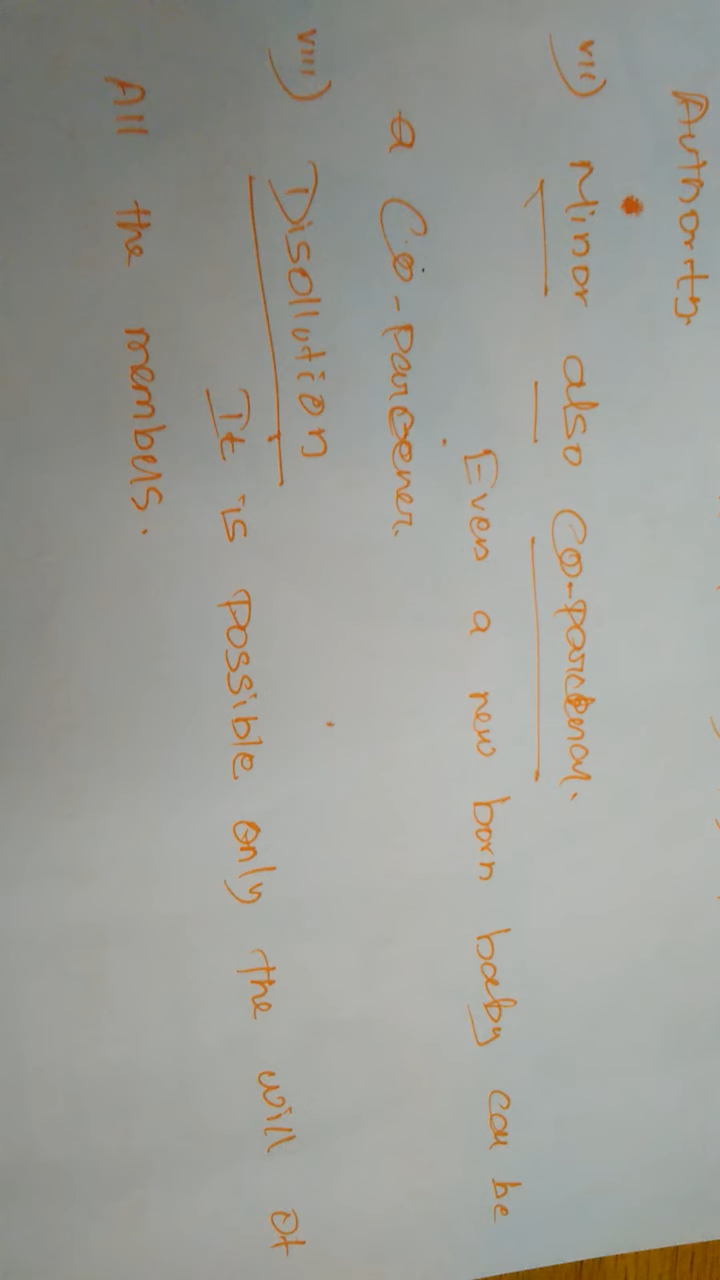 Authority.
vii) Minor also Co-parcenar.
Even a new born baby can be
a Co-parcener.
viii) Disollution
It is possible only the will of
All the members.